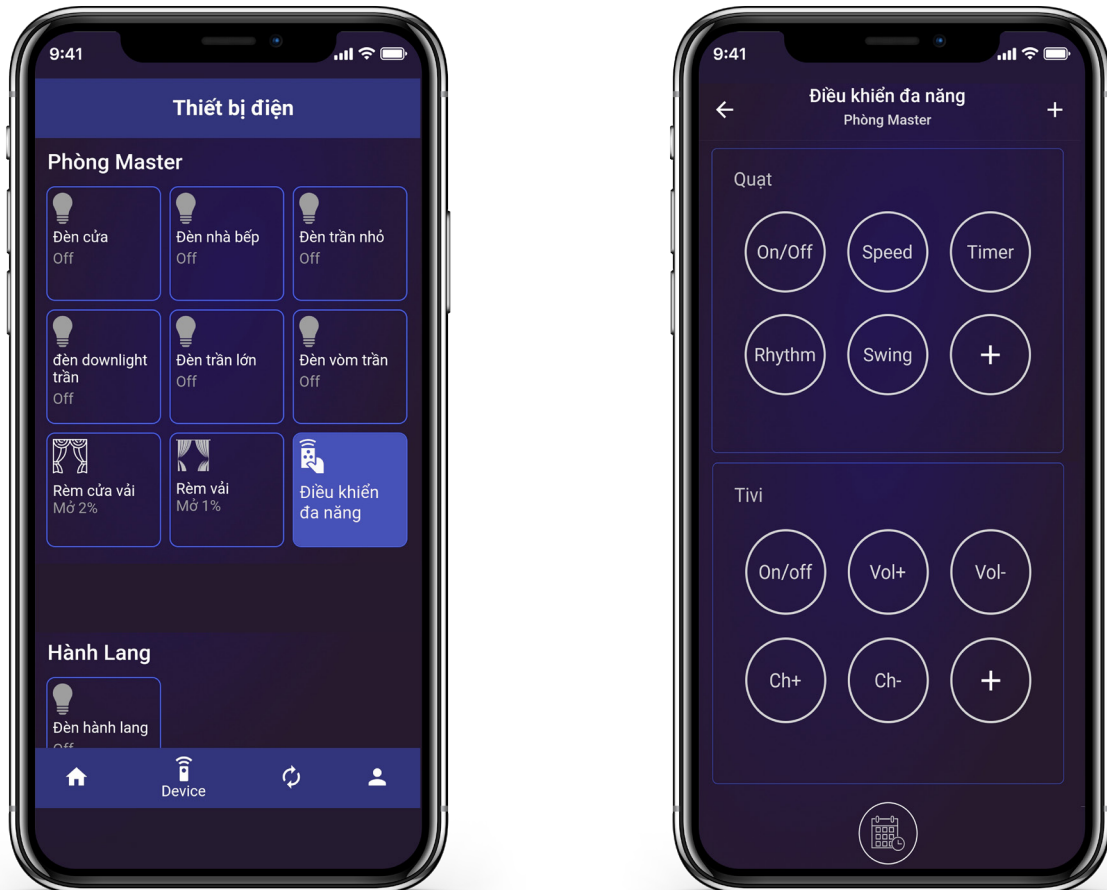 9:41
Thiết bị điện
Phòng Master
Đèn cửa
Off
Đèn nhà bếp
Off
Đèn trần nhỏ
Off
đèn downlight
trần
Off
Đèn trần lớn
Off
Đèn vòm trần
Off
Rèm cửa vải
Mở 2%
Rèm vải
Mở 1%
Điều khiển
đa năng
Hành Lang
Đèn hành lang
Off
Device
9:41
Điều khiển đa năng
Phòng Master
Quạt
On/Off
Speed
Timer
Rhythm
Swing
+
Tivi
On/off
Vol+
Vol-
Ch+
Ch-
+